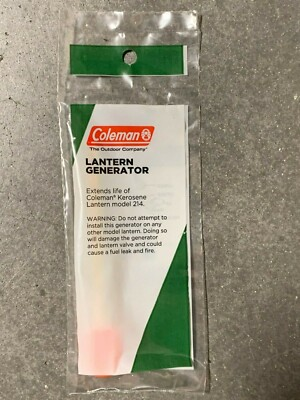 Coleman
The Outdoor Company
LANTERN
GENERATOR
Extends life of
Coleman® Kerosene
Lantern model 214.
WARNING: Do not attempt to
install this generator on any
other model lantern. Doing so
will damage the generator
and lantern valve and could
cause a fuel leak and fire.